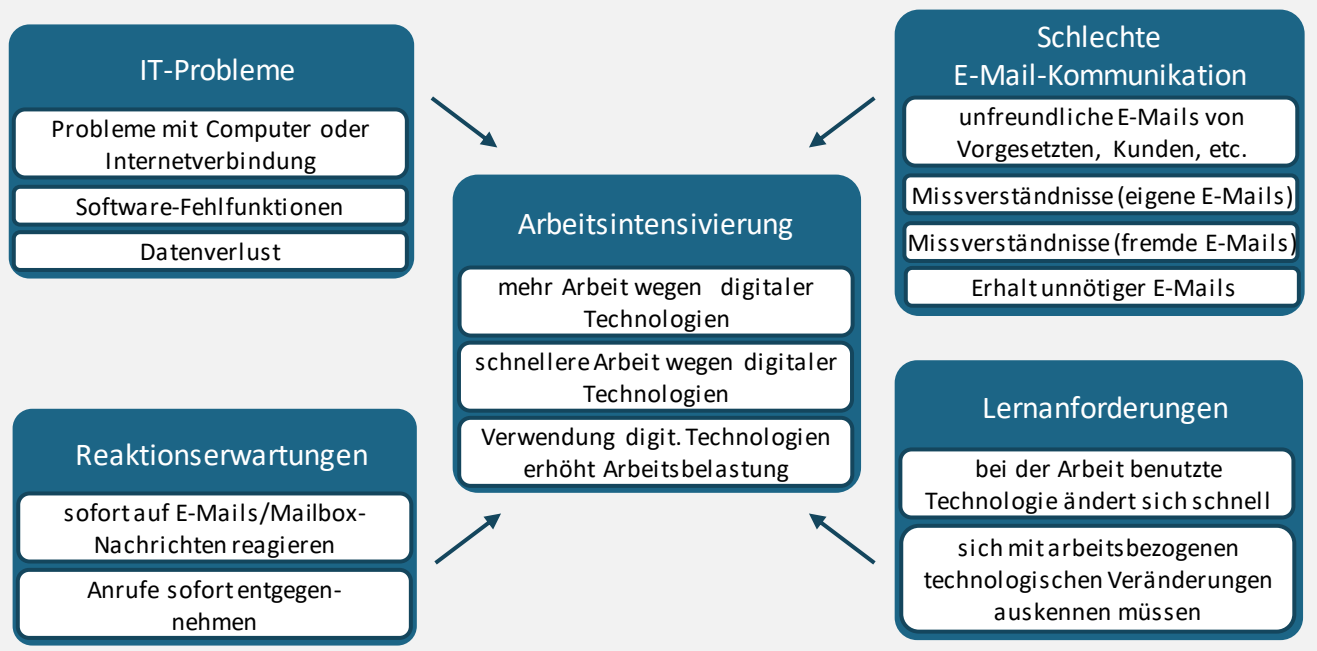 IT-Probleme
Probleme mit Computer oder
Internetverbindung
Software-Fehlfunktionen
Datenverlust
Schlechte
E-Mail-Kommunikation
unfreundliche E-Mails von
Vorgesetzten, Kunden, etc.
Missverständnisse (eigene E-Mails)
Missverständnisse (fremde E-Mails)
Erhalt unnötiger E-Mails
Arbeitsintensivierung
mehr Arbeit wegen digitaler
Technologien
schnellere Arbeit wegen digitaler
Technologien
Verwendung digit. Technologien
erhöht Arbeitsbelastung
Reaktionserwartungen
sofort auf E-Mails/Mailbox-
Nachrichten reagieren
Anrufe sofort entgegen-
nehmen
Lernanforderungen
bei der Arbeit benutzte
Technologie ändert sich schnell
sich mit arbeitsbezogenen
technologischen Veränderungen
auskennen müssen